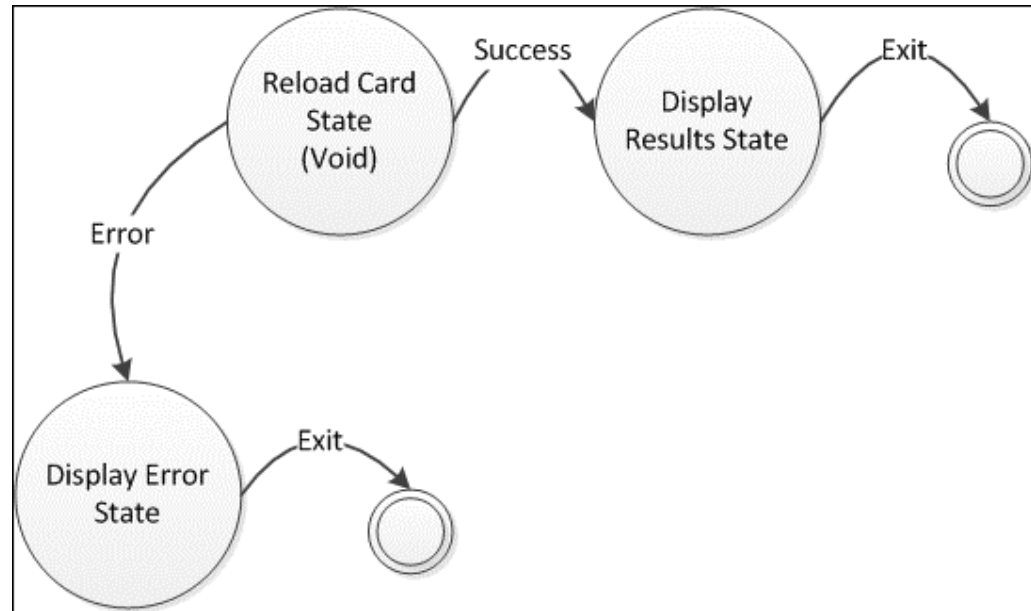 Reload Card
State
(Void)
Success
Display
Results State
Exit
Error
Display Error
State
Exit